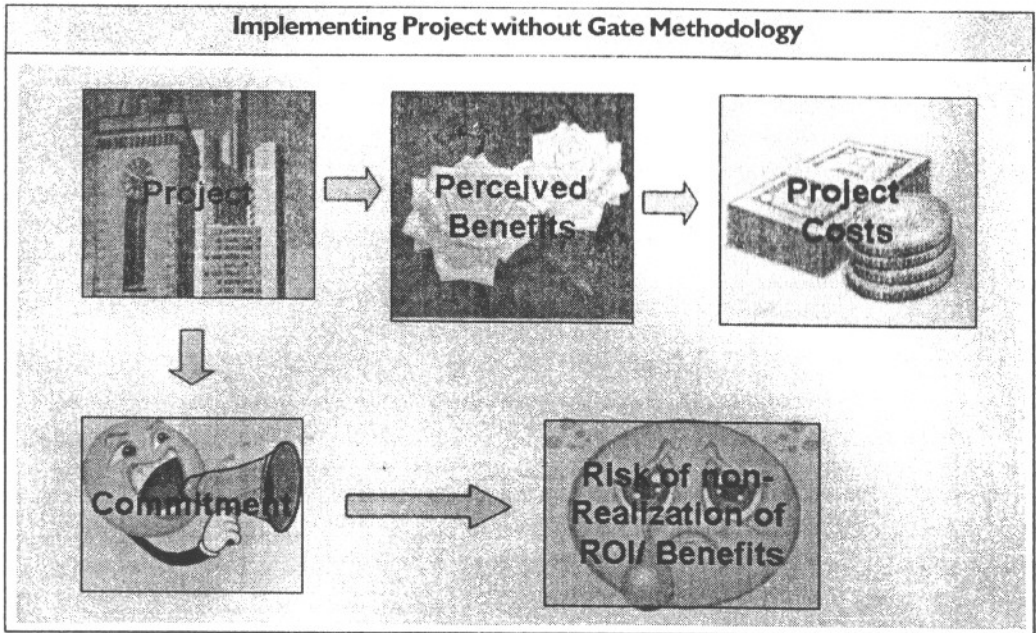 Implementing Project without Gate Methodology
Project
Perceived
Benefits
Project
Costs
Commitment
Risk of non-
Realization of
ROI/ Benefits